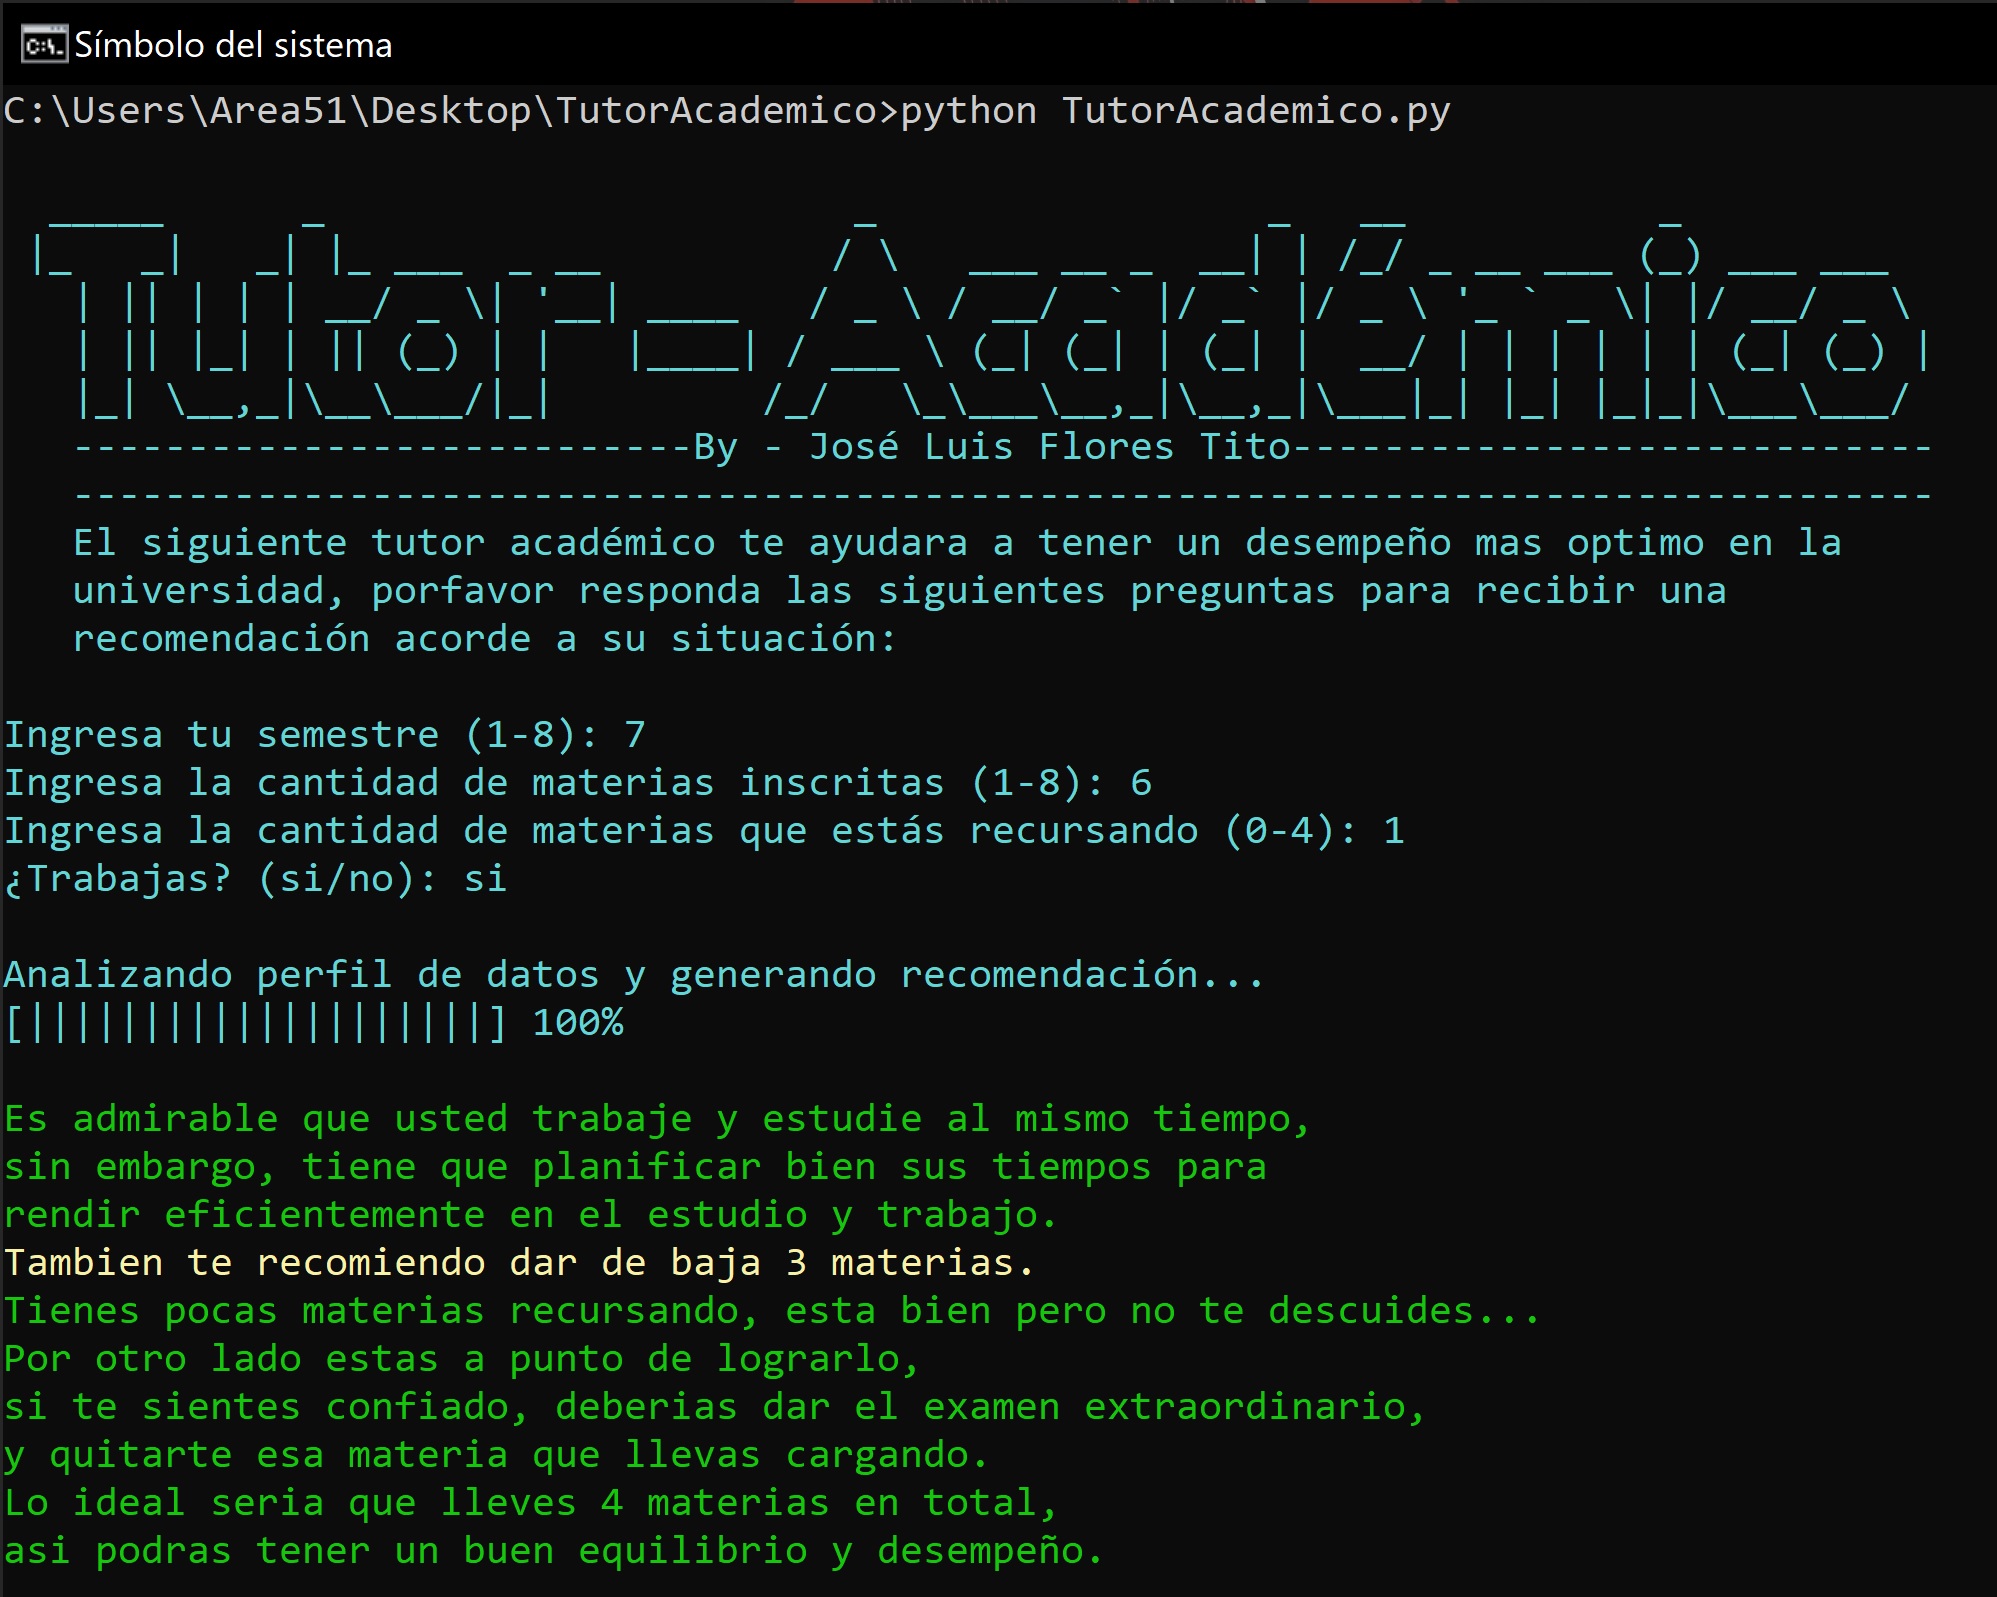 Símbolo del sistema
C:\Users\Area51\Desktop\TutorAcademico>python TutorAcademico.py
Tutor - Académico
---------------------------By - José Luis Flores Tito----------------------------
---------------------------------------------------------------------------------
El siguiente tutor académico te ayudara a tener un desempeño mas optimo en la
universidad, porfavor responda las siguientes preguntas para recibir una
recomendación acorde a su situación:
Ingresa tu semestre (1-8): 7
Ingresa la cantidad de materias inscritas (1-8): 6
Ingresa la cantidad de materias que estás recursando (0-4): 1
¿Trabajas? (si/no): si
Analizando perfil de datos y generando recomendación...
[||||||||||||||||||||] 100%
Es admirable que usted trabaje y estudie al mismo tiempo,
sin embargo, tiene que planificar bien sus tiempos para
rendir eficientemente en el estudio y trabajo.
Tambien te recomiendo dar de baja 3 materias.
Tienes pocas materias recursando, esta bien pero no te descuides...
Por otro lado estas a punto de lograrlo,
si te sientes confiado, deberias dar el examen extraordinario,
y quitarte esa materia que llevas cargando.
Lo ideal seria que lleves 4 materias en total,
asi podras tener un buen equilibrio y desempeño.